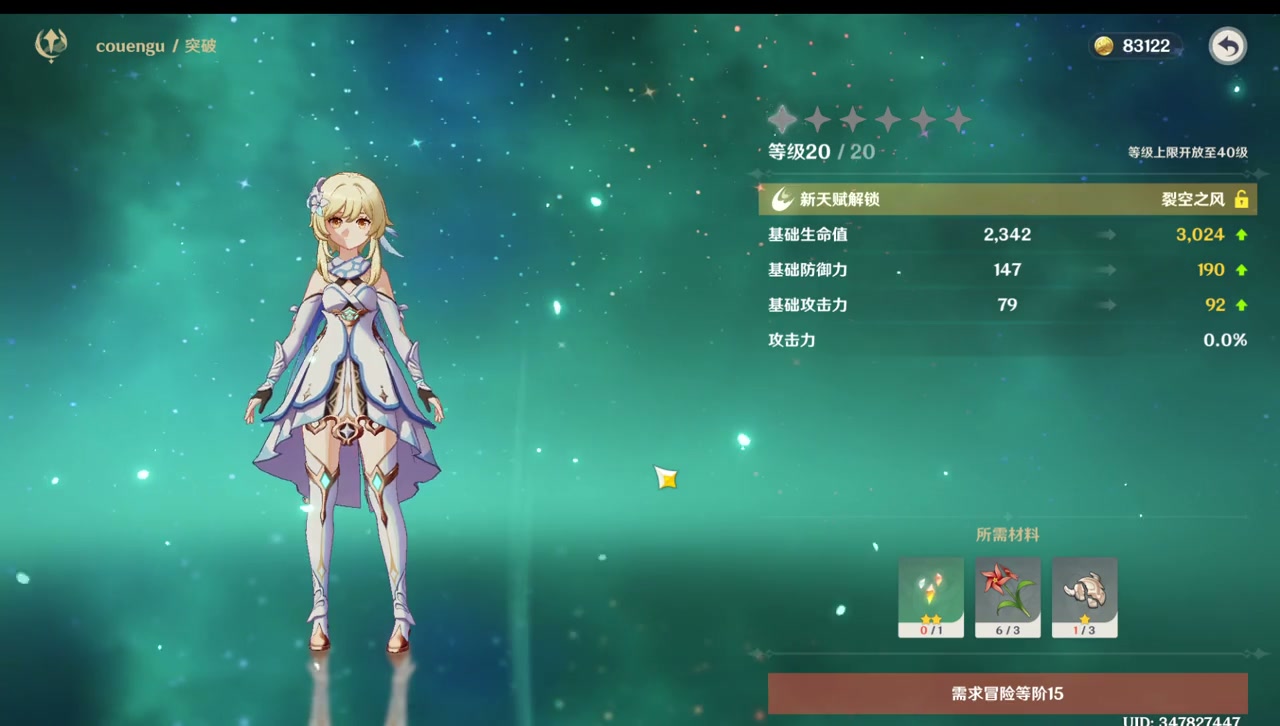 couengu / 突破
83122
等级20 / 20
等级上限开放至40级
新天赋解锁 裂空之风
基础生命值 2,342 3,024
基础防御力 147 190
基础攻击力 79 92
攻击力 0.0%
所需材料
0/1 6/3 1/3
需求冒险等阶15
UID: 347827447